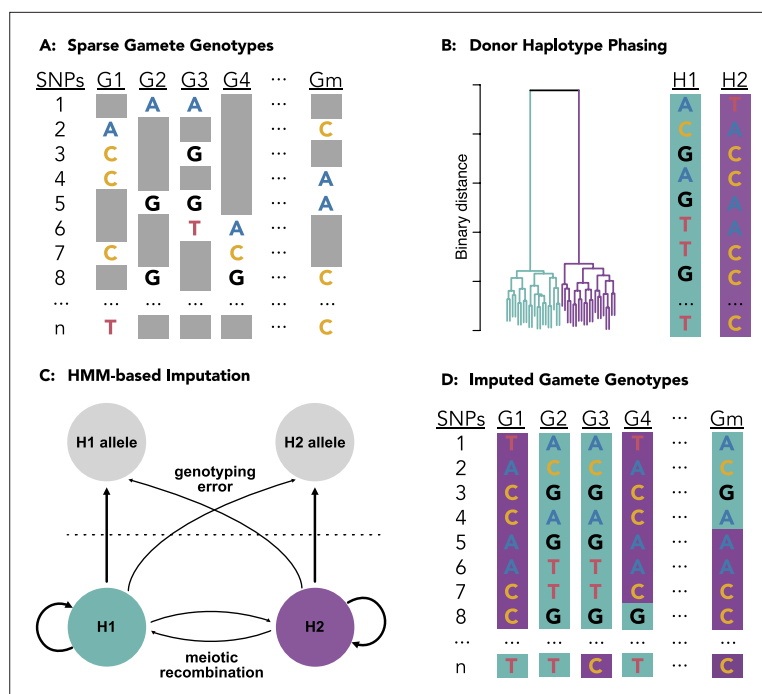 A: Sparse Gamete Genotypes
SNPs G1 G2 G3 G4 ... Gm
1 A A ...
2 A ... C
3 C G ...
4 C ... A
5 G G ... A
6 T A ...
7 C C ...
8 G G ... C
... ... ... ... ... ...
n T ... C
B: Donor Haplotype Phasing
Binary distance
H1 H2
A T
C A
G C
A C
G A
T A
T C
G C
... ...
T C
C: HMM-based Imputation
H1 allele H2 allele
genotyping
error
H1 H2
meiotic
recombination
D: Imputed Gamete Genotypes
SNPs G1 G2 G3 G4 ... Gm
1 T A A T ... A
2 A C C A ... C
3 C G G C ... G
4 C A A C ... A
5 A G G A ... A
6 A T T A ... A
7 C T T C ... C
8 C G G G ... C
... ... ... ... ... ...
n T T C T ... C